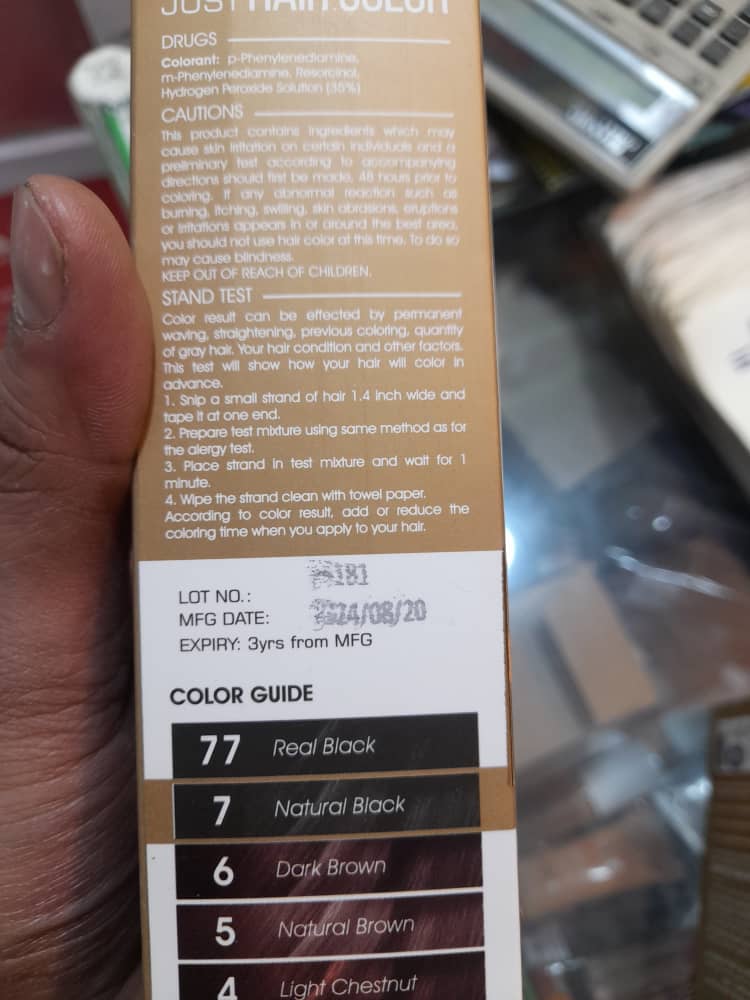 JUST HAIR COLOR
DRUGS
Colorant: p-Phenylenediamine,
m-Phenylenediamine, Resorcinol,
Hydrogen Peroxide Solution (35%)
CAUTIONS
This product contains ingredients which may
cause skin irritation on certain individuals and a
preliminary test according to accompanying
directions should first be made, 48 hours prior to
coloring. If any abnormal reaction such as
burning, itching, swilling, skin abrasions, eruptions
or irritations appears in or around the best area,
you should not use hair color at this time. To do so
may cause blindness.
KEEP OUT OF REACH OF CHILDREN.
STAND TEST
Color result can be effected by permanent
waving, straightening, previous coloring, quantity
of gray hair. Your hair condition and other factors.
This test will show how your hair will color in
advance.
1. Snip a small strand of hair 1.4 inch wide and
tape it at one end.
2. Prepare test mixture using same method as for
the alergy test.
3. Place strand in test mixture and wait for 1
minute.
4. Wipe the strand clean with towel paper.
According to color result, add or reduce the
coloring time when you apply to your hair.
LOT NO.:
MFG DATE: 2024/08/20
EXPIRY: 3yrs from MFG
COLOR GUIDE
77 Real Black
7 Natural Black
6 Dark Brown
5 Natural Brown
4 Light Chestnut